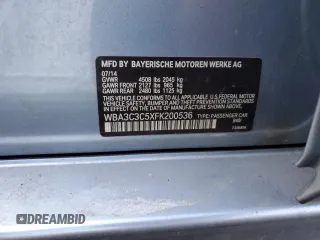 MFD BY BAYERISCHE MOTOREN WERKE AG
07/14
GVWR 4508 lbs 2045 kg
GAWR FRONT 2127 lbs 965 kg
GAWR REAR 2480 lbs 1125 kg
THIS VEHICLE CONFORMS TO ALL APPLICABLE U.S. FEDERAL MOTOR
VEHICLE SAFETY, BUMPER, AND THEFT PREVENTION STANDARDS
IN EFFECT ON THE DATE OF MANUFACTURE SHOWN ABOVE.
WBA3C3C5XFK200536 TYPE: PASSENGER CAR
©DREAMBID
DREAMBID